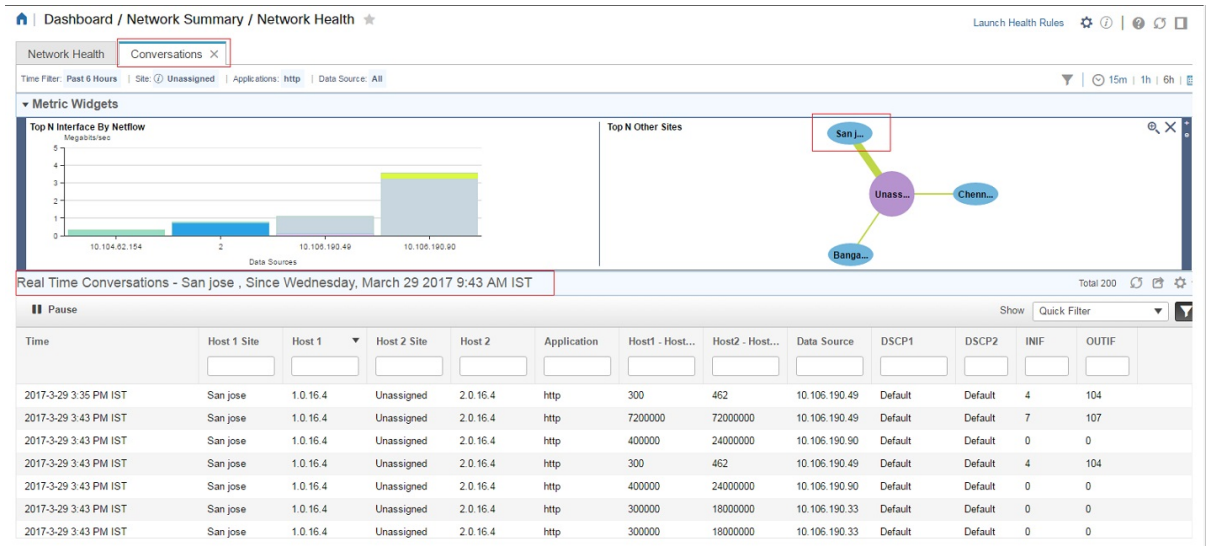 Dashboard / Network Summary / Network Health
Launch Health Rules
Network Health
Conversations
Time Filter: Past 6 Hours | Site: Unassigned | Applications: http | Data Source: All
15m | 1h | 6h |
Metric Widgets
Top N Interface By Netflow
Megabits/sec
5
4
3
2
1
0
10.104.62.154 2 10.106.190.49 10.106.190.90
Data Sources
Top N Other Sites
San j...
Unass...
Chenn...
Banga...
Real Time Conversations - San jose , Since Wednesday, March 29 2017 9:43 AM IST
Total 200
Pause
Show Quick Filter
Time Host 1 Site Host 1 Host 2 Site Host 2 Application Host1 - Host... Host2 - Host... Data Source DSCP1 DSCP2 INIF OUTIF
2017-3-29 3:35 PM IST San jose 1.0.16.4 Unassigned 2.0.16.4 http 300 462 10.106.190.49 Default Default 4 104
2017-3-29 3:43 PM IST San jose 1.0.16.4 Unassigned 2.0.16.4 http 7200000 72000000 10.106.190.49 Default Default 7 107
2017-3-29 3:43 PM IST San jose 1.0.16.4 Unassigned 2.0.16.4 http 400000 24000000 10.106.190.90 Default Default 0 0
2017-3-29 3:43 PM IST San jose 1.0.16.4 Unassigned 2.0.16.4 http 300 462 10.106.190.49 Default Default 4 104
2017-3-29 3:43 PM IST San jose 1.0.16.4 Unassigned 2.0.16.4 http 400000 24000000 10.106.190.90 Default Default 0 0
2017-3-29 3:43 PM IST San jose 1.0.16.4 Unassigned 2.0.16.4 http 300000 18000000 10.106.190.33 Default Default 0 0
2017-3-29 3:43 PM IST San jose 1.0.16.4 Unassigned 2.0.16.4 http 300000 18000000 10.106.190.33 Default Default 0 0